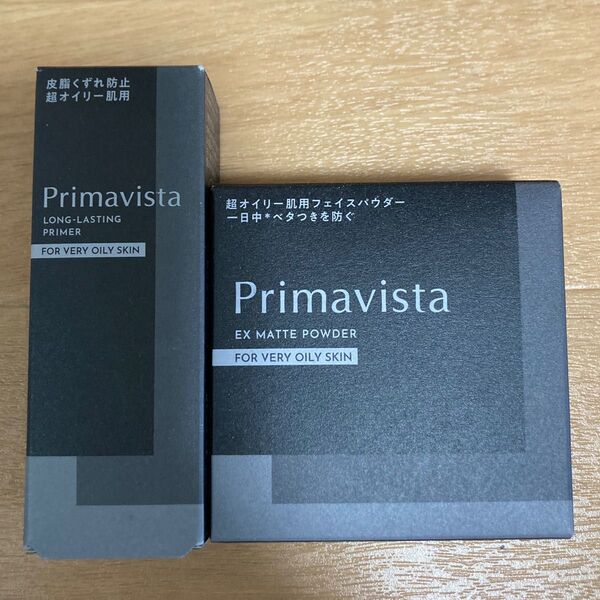 皮脂くずれ防止
超オイリー肌用
Primavista
LONG-LASTING
PRIMER
FOR VERY OILY SKIN
超オイリー肌用フェイスパウダー
一日中*ベタつきを防ぐ
Primavista
EX MATTE POWDER
FOR VERY OILY SKIN